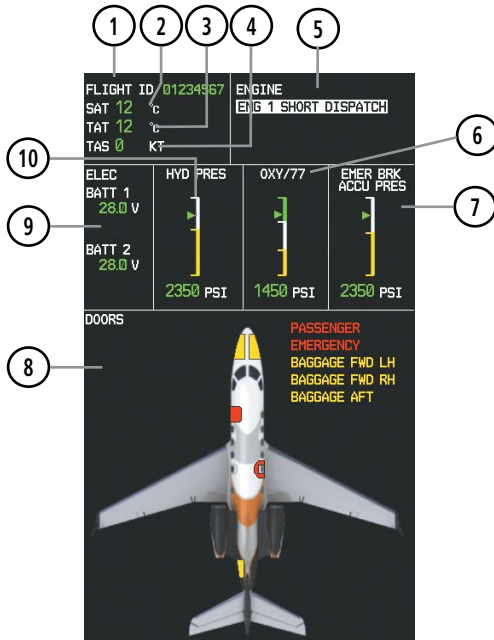 1 2 3 4 5
FLIGHT ID 01234567
SAT 12 °C
TAT 12 °C
TAS 0 KT
ENGINE
ENG 1 SHORT DISPATCH
6
10
ELEC
BATT 1
28.0 V
BATT 2
28.0 V
9
HYD PRES
2350 PSI
OXY/77
1450 PSI
EMER BRK
ACCU PRES
2350 PSI
7
DOORS
8
PASSENGER
EMERGENCY
BAGGAGE FWD LH
BAGGAGE FWD RH
BAGGAGE AFT